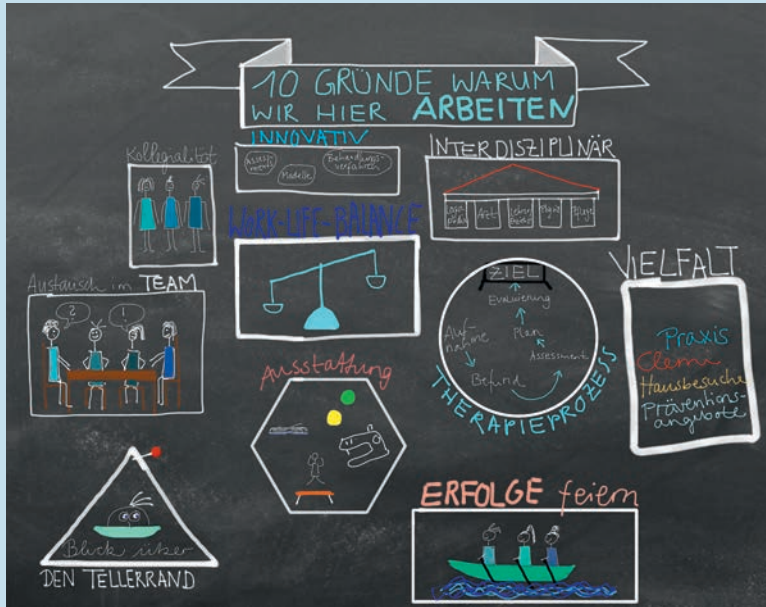 10 GRÜNDE WARUM
WIR HIER ARBEITEN
Kollegialität
INNOVATIV
Modelle
Behandlungs-
verfahren
INTERDISZIPLINÄR
Arzt
Pflege
WORK-LIFE-BALANCE
Austausch im TEAM
?
!
Ausstattung
ZIEL
Evaluierung
Plan
Assessment
Auf-
nahme
Befund
THERAPIEPROZESS
VIELFALT
Praxis
Hausbesuche
Präventions-
angebote
Blick über
DEN TELLERRAND
ERFOLGE feiern